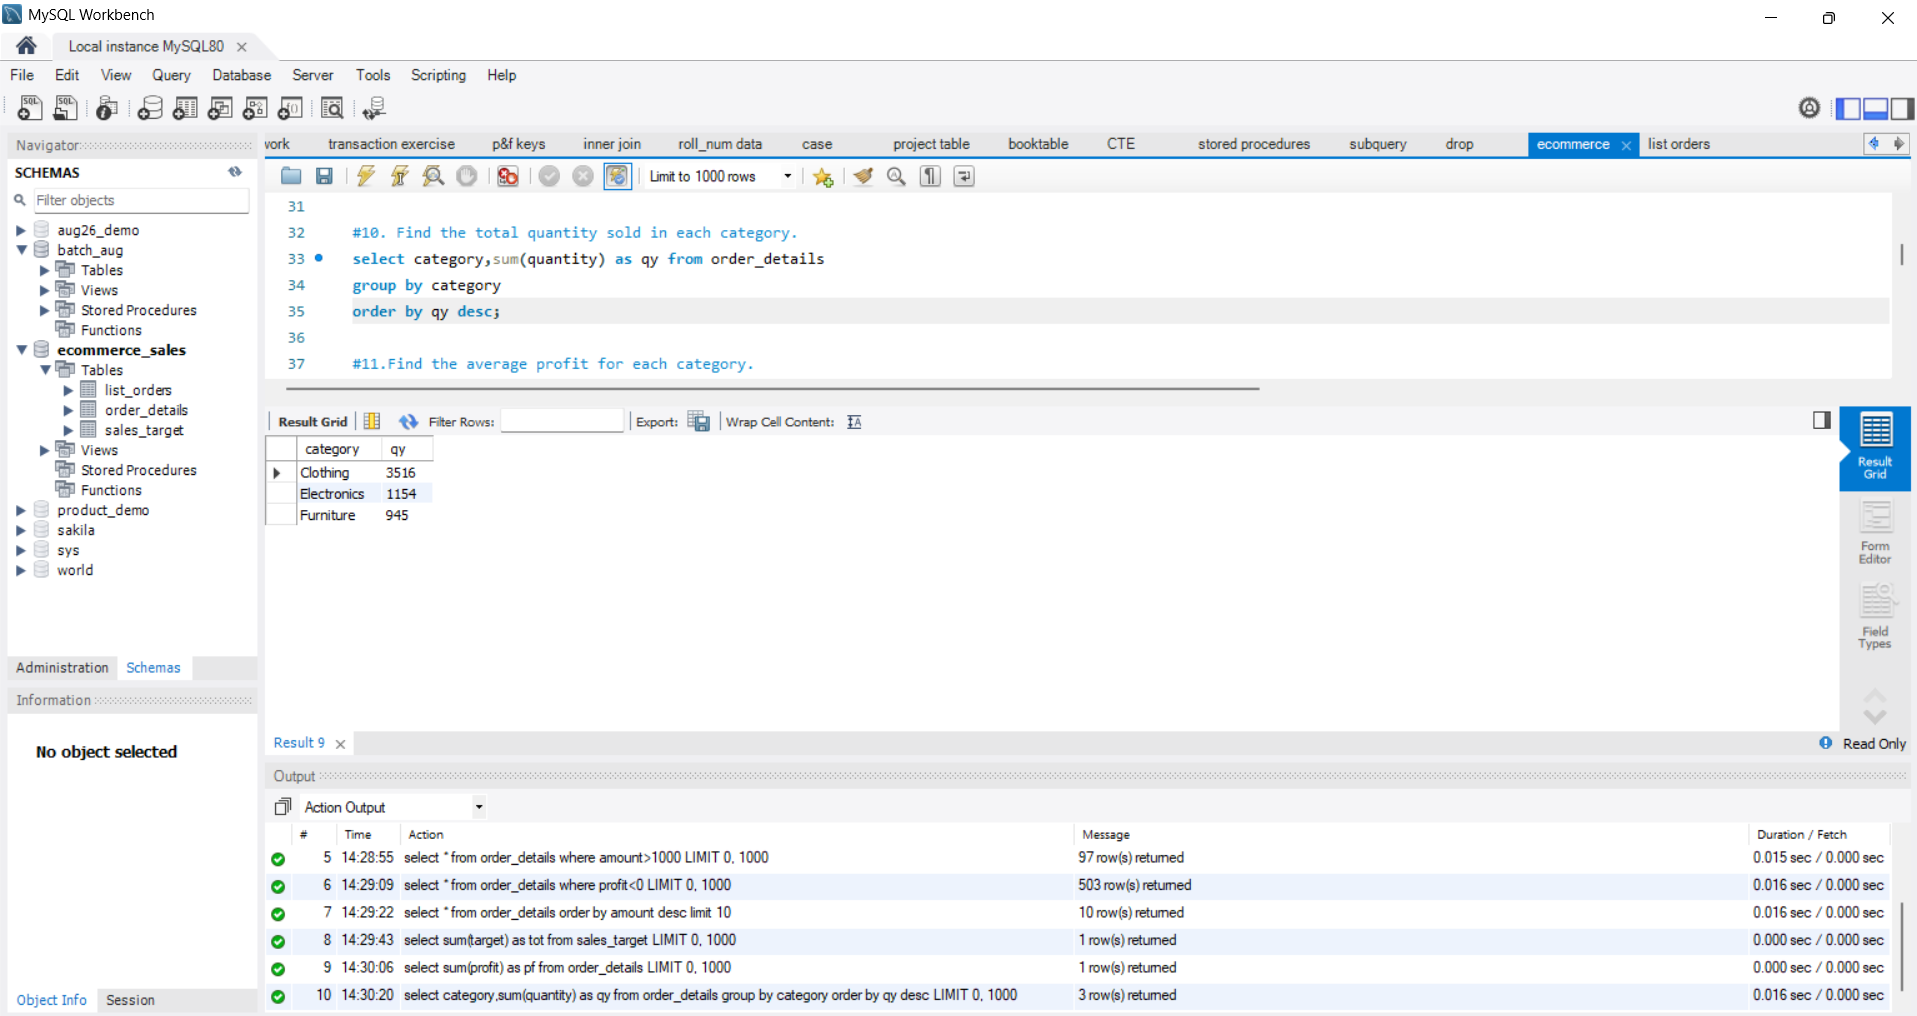 MySQL Workbench
Local instance MySQL80
File Edit View Query Database Server Tools Scripting Help
Navigator
SCHEMAS
Filter objects
aug26_demo
batch_aug
Tables
Views
Stored Procedures
Functions
ecommerce_sales
Tables
list_orders
order_details
sales_target
Views
Stored Procedures
Functions
product_demo
sakila
sys
world
Administration Schemas
Information
No object selected
Object Info Session
work transaction exercise p&f keys inner join roll_num data case project table booktable CTE stored procedures subquery drop ecommerce list orders
Limit to 1000 rows
31
32 #10. Find the total quantity sold in each category.
33 select category,sum(quantity) as qy from order_details
34 group by category
35 order by qy desc;
36
37 #11.Find the average profit for each category.
Result Grid Filter Rows: Export: Wrap Cell Content:
category qy
Clothing 3516
Electronics 1154
Furniture 945
Result
Grid
Form
Editor
Field
Types
Result 9
Read Only
Output
Action Output
# Time Action Message Duration / Fetch
5 14:28:55 select * from order_details where amount>1000 LIMIT 0, 1000 97 row(s) returned 0.015 sec / 0.000 sec
6 14:29:09 select * from order_details where profit<0 LIMIT 0, 1000 503 row(s) returned 0.016 sec / 0.000 sec
7 14:29:22 select * from order_details order by amount desc limit 10 10 row(s) returned 0.016 sec / 0.000 sec
8 14:29:43 select sum(target) as tot from sales_target LIMIT 0, 1000 1 row(s) returned 0.000 sec / 0.000 sec
9 14:30:06 select sum(profit) as pf from order_details LIMIT 0, 1000 1 row(s) returned 0.000 sec / 0.000 sec
10 14:30:20 select category,sum(quantity) as qy from order_details group by category order by qy desc LIMIT 0, 1000 3 row(s) returned 0.016 sec / 0.000 sec